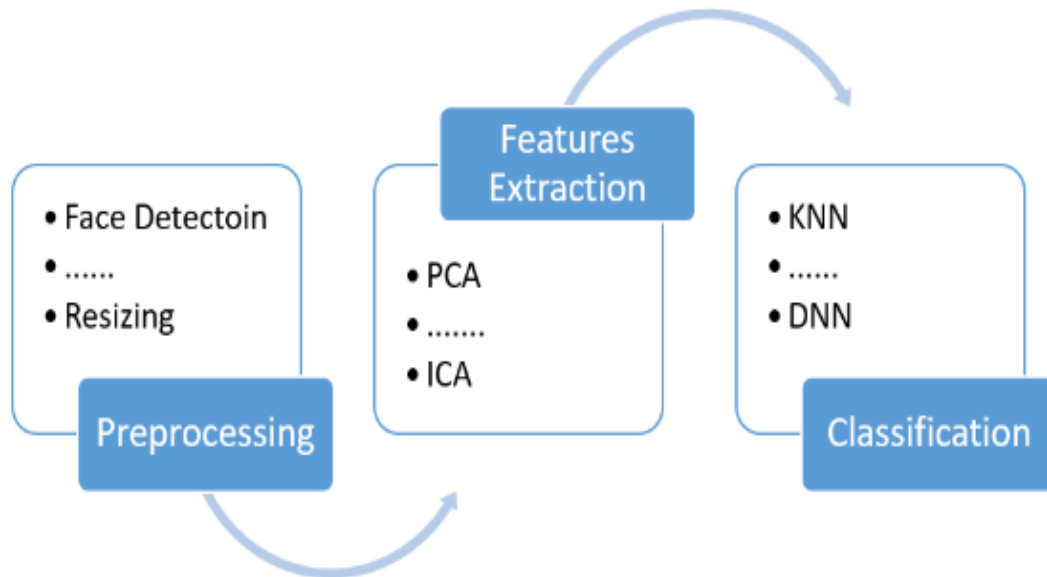 • Face Detectoin
• ......
• Resizing
Preprocessing
Features
Extraction
• PCA
• .......
• ICA
• KNN
• ......
• DNN
Classification